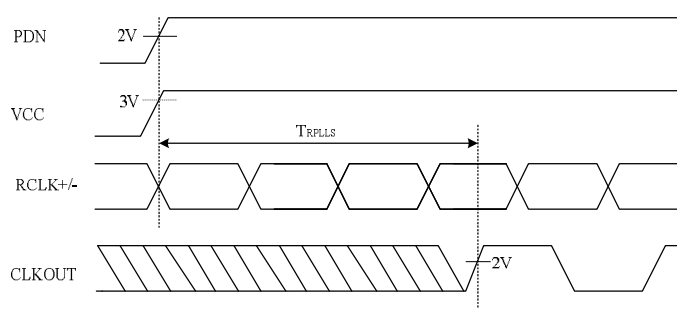 PDN
2V
3V
VCC
TRPLLS
RCLK+/-
CLKOUT
2V